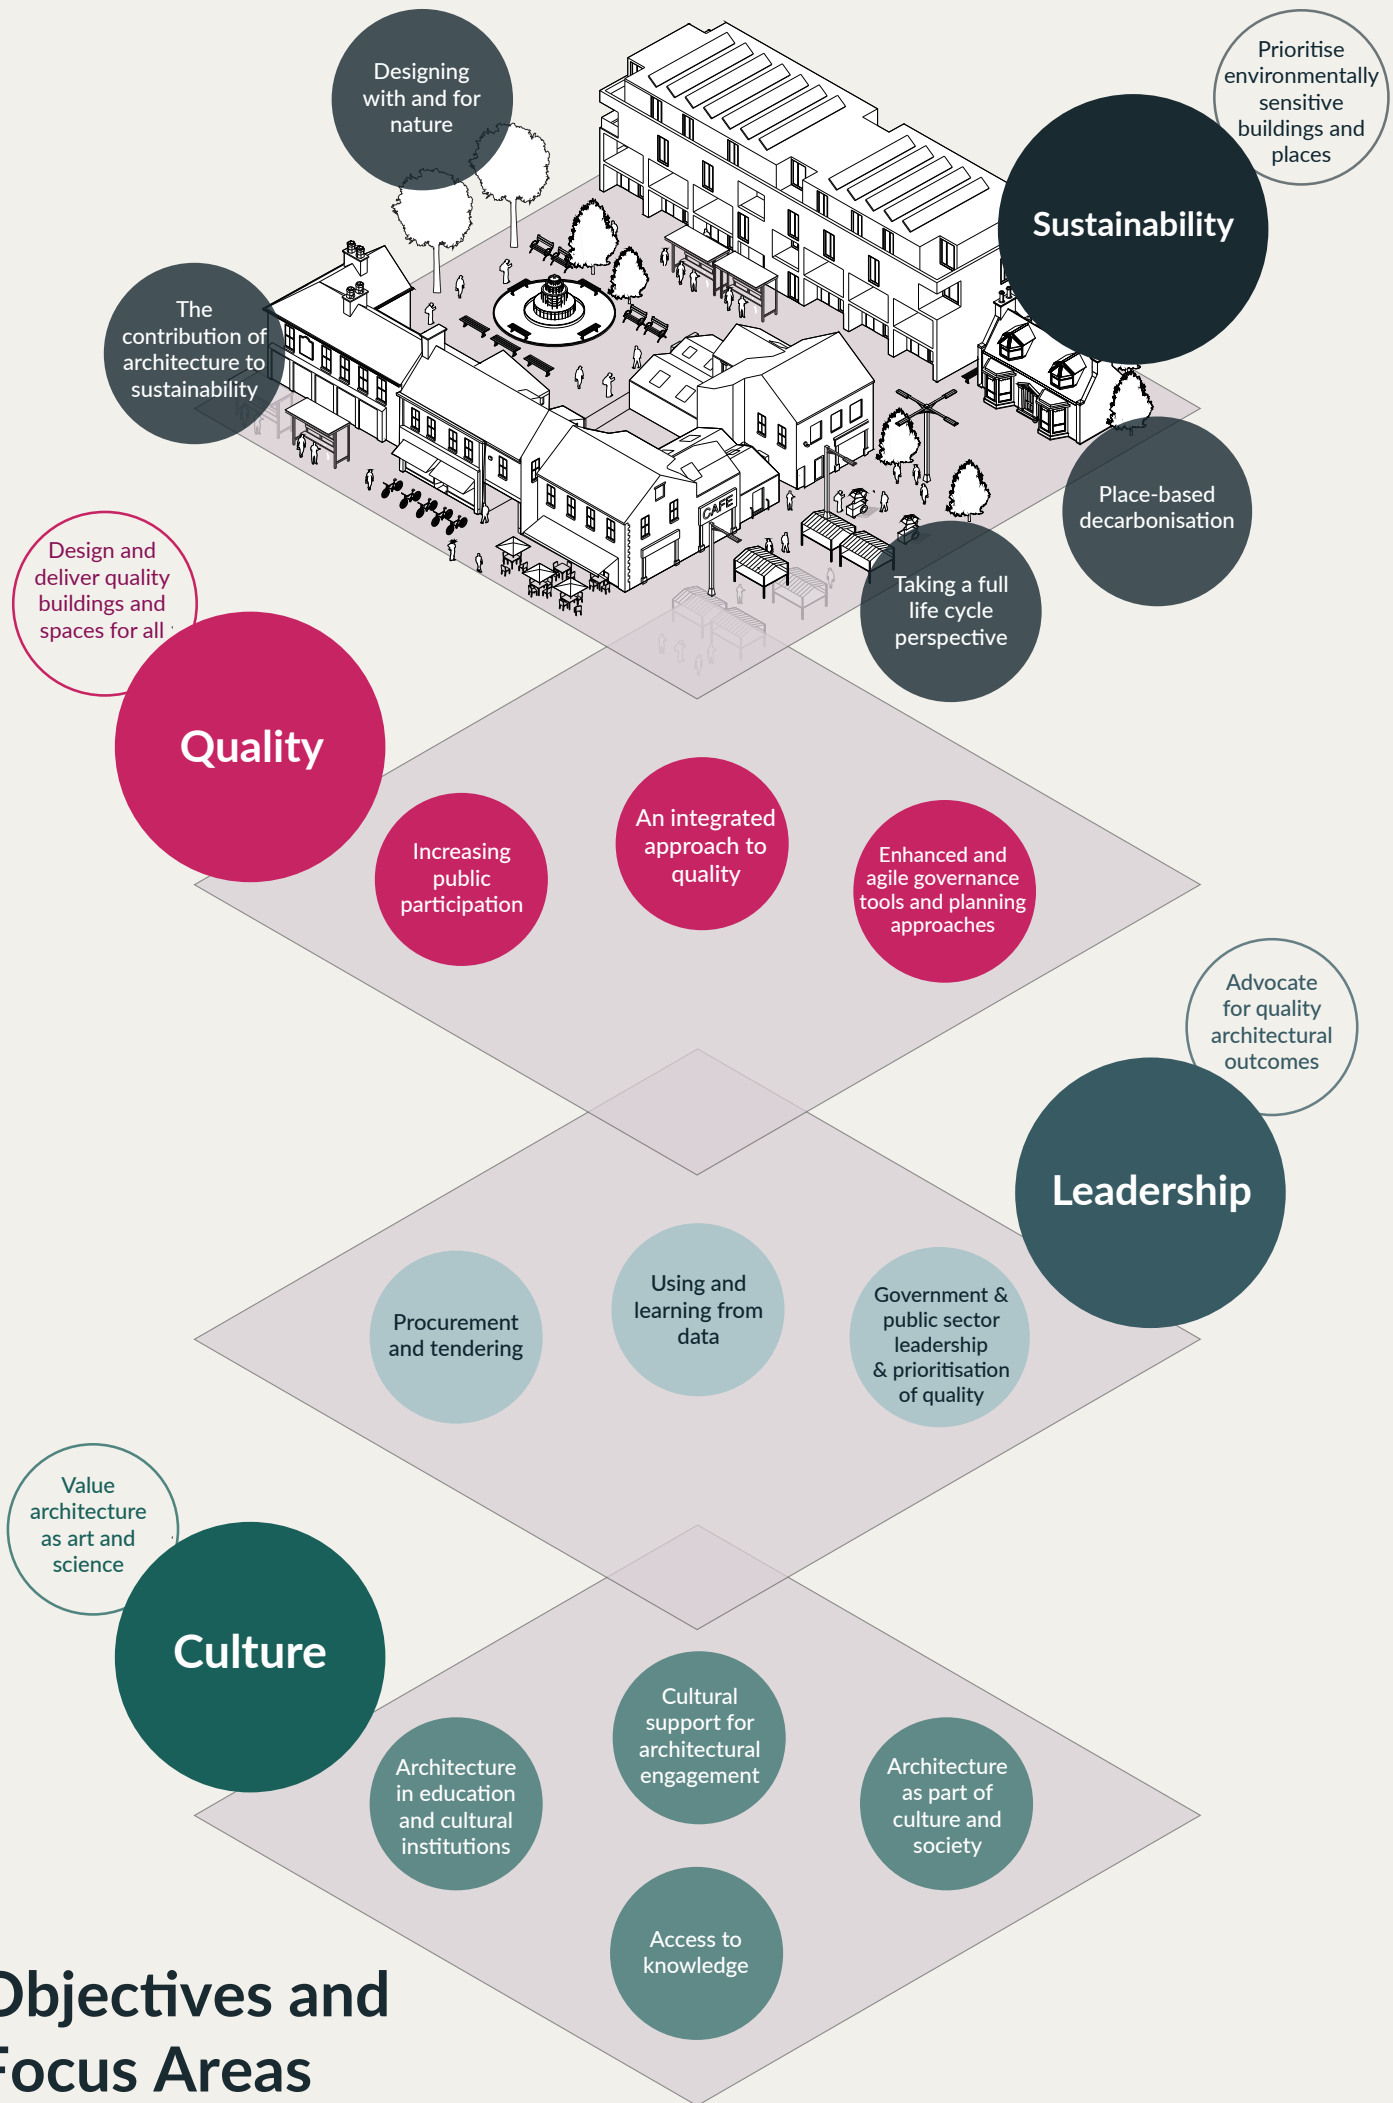 Designing
with and for
nature
Prioritise
environmentally
sensitive
buildings and
places
Sustainability
The
contribution of
architecture to
sustainability
Place-based
decarbonisation
CAFE
Taking a full
life cycle
perspective
Design and
deliver quality
buildings and
spaces for all
Quality
Increasing
public
participation
An integrated
approach to
quality
Enhanced and
agile governance
tools and planning
approaches
Advocate
for quality
architectural
outcomes
Leadership
Procurement
and tendering
Using and
learning from
data
Government &
public sector
leadership
& prioritisation
of quality
Value
architecture
as art and
science
Culture
Architecture
in education
and cultural
institutions
Cultural
support for
architectural
engagement
Architecture
as part of
culture and
society
Access to
knowledge
Objectives and
Focus Areas